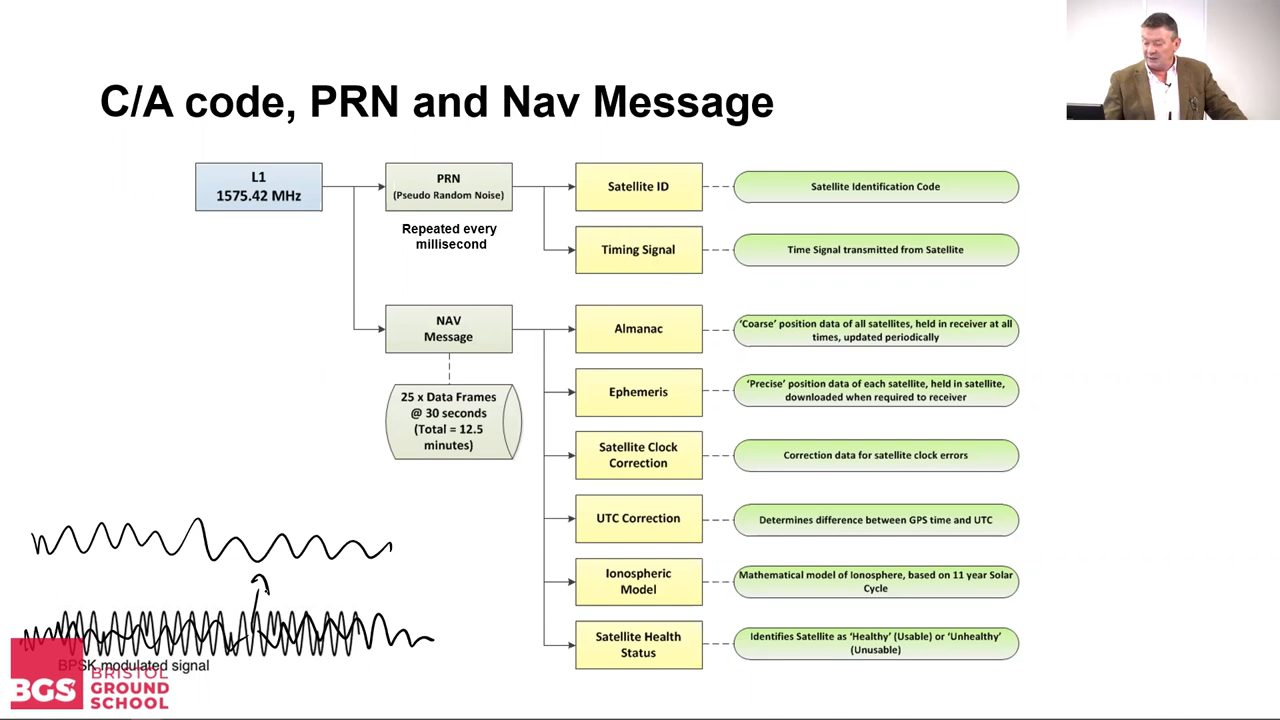 C/A code, PRN and Nav Message
L1
1575.42 MHz
PRN
(Pseudo Random Noise)
Repeated every
millisecond
Satellite ID
Satellite Identification Code
Timing Signal
Time Signal transmitted from Satellite
NAV
Message
25 x Data Frames
@ 30 seconds
(Total = 12.5
minutes)
Almanac
‘Coarse’ position data of all satellites, held in receiver at all
times, updated periodically
Ephemeris
‘Precise’ position data of each satellite, held in satellite,
downloaded when required to receiver
Satellite Clock
Correction
Correction data for satellite clock errors
UTC Correction
Determines difference between GPS time and UTC
Ionospheric
Model
Mathematical model of Ionosphere, based on 11 year Solar
Cycle
Satellite Health
Status
Identifies Satellite as ‘Healthy’ (Usable) or ‘Unhealthy’
(Unusable)
BPSK modulated signal
BGS
BRISTOL
GROUND
SCHOOL